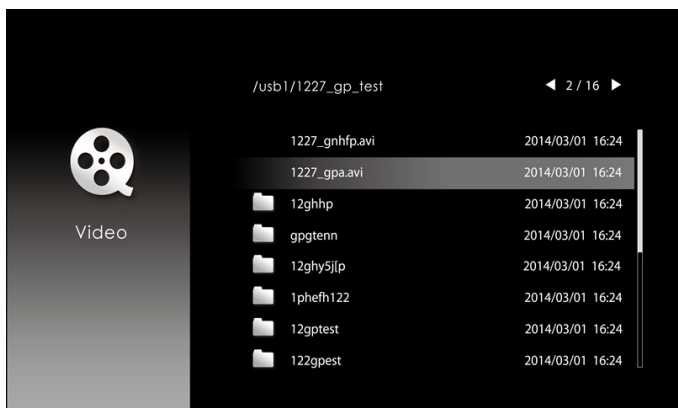 /usb1/1227_gp_test 2 / 16
1227_gnhfp.avi 2014/03/01 16:24
1227_gpa.avi 2014/03/01 16:24
Video
12ghhp 2014/03/01 16:24
gpgtenn 2014/03/01 16:24
12ghy5j[p 2014/03/01 16:24
1phefh122 2014/03/01 16:24
12gptest 2014/03/01 16:24
122gpest 2014/03/01 16:24